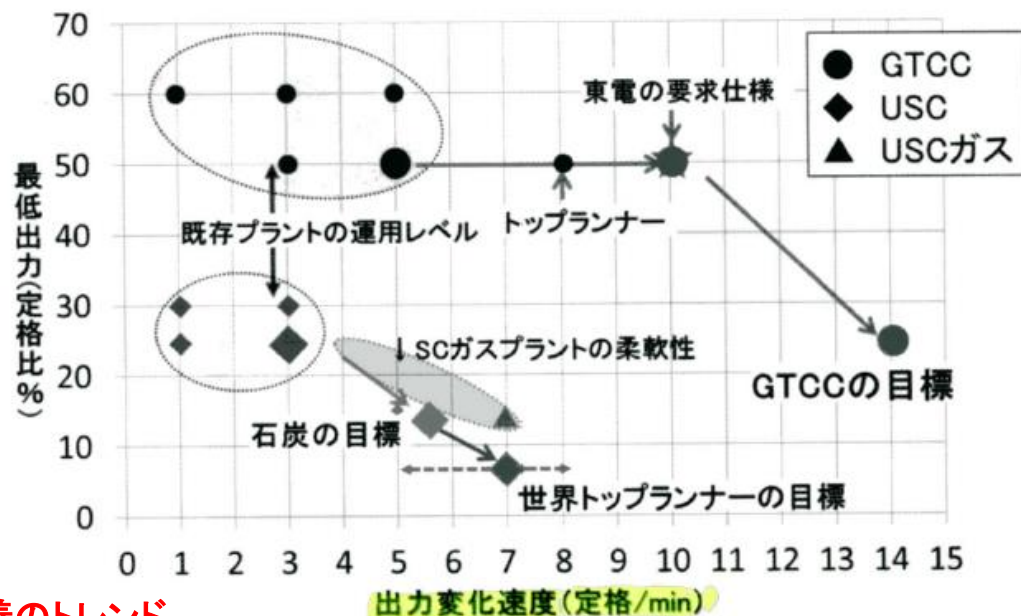 70
60
50
40
30
20
10
0
最低出力(定格比%)
GTCC
USC
USCガス
東電の要求仕様
トップランナー
既存プラントの運用レベル
↓SCガスプラントの柔軟性
GTCCの目標
石炭の目標
世界トップランナーの目標
0 1 2 3 4 5 6 7 8 9 10 11 12 13 14 15
出力変化速度(定格/min)
のトレンド